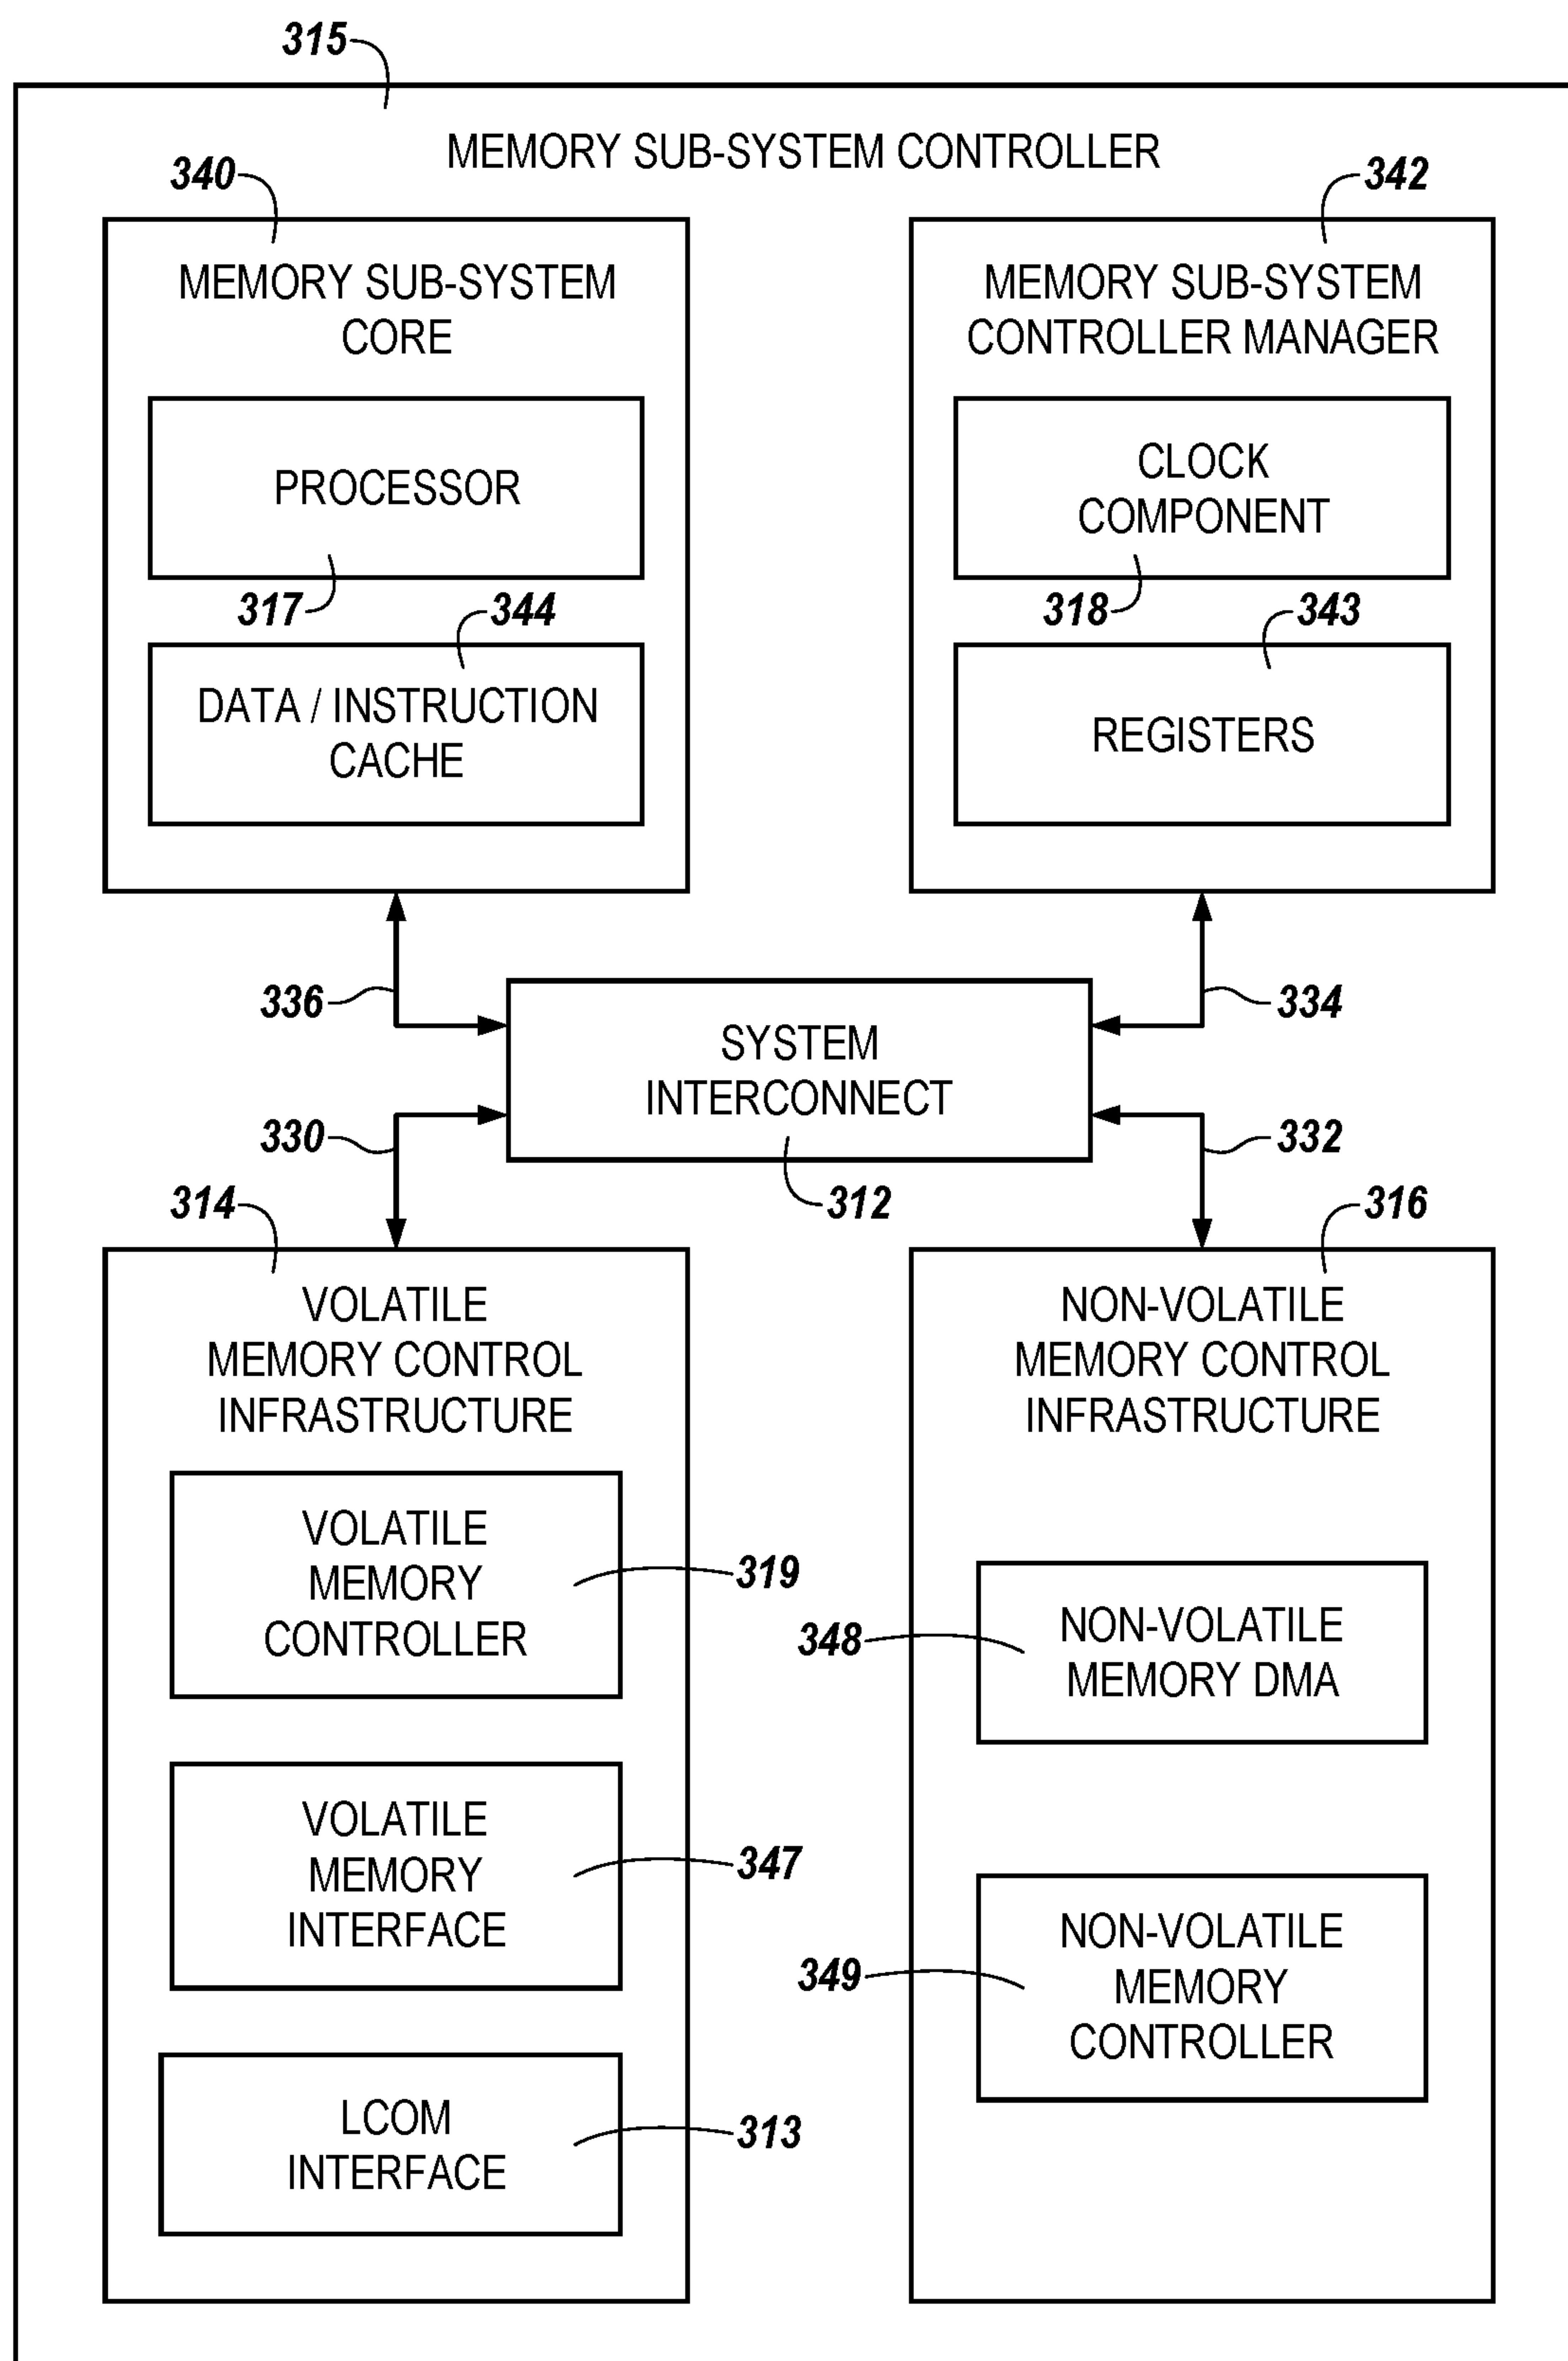 315
MEMORY SUB-SYSTEM CONTROLLER
340
MEMORY SUB-SYSTEM
CORE
PROCESSOR
317
344
DATA / INSTRUCTION
CACHE
342
MEMORY SUB-SYSTEM
CONTROLLER MANAGER
CLOCK
COMPONENT
318
343
REGISTERS
336
334
SYSTEM
INTERCONNECT
330
332
312
314
VOLATILE
MEMORY CONTROL
INFRASTRUCTURE
VOLATILE
MEMORY
CONTROLLER
319
VOLATILE
MEMORY
INTERFACE
347
LCOM
INTERFACE
313
316
NON-VOLATILE
MEMORY CONTROL
INFRASTRUCTURE
348
NON-VOLATILE
MEMORY DMA
349
NON-VOLATILE
MEMORY
CONTROLLER